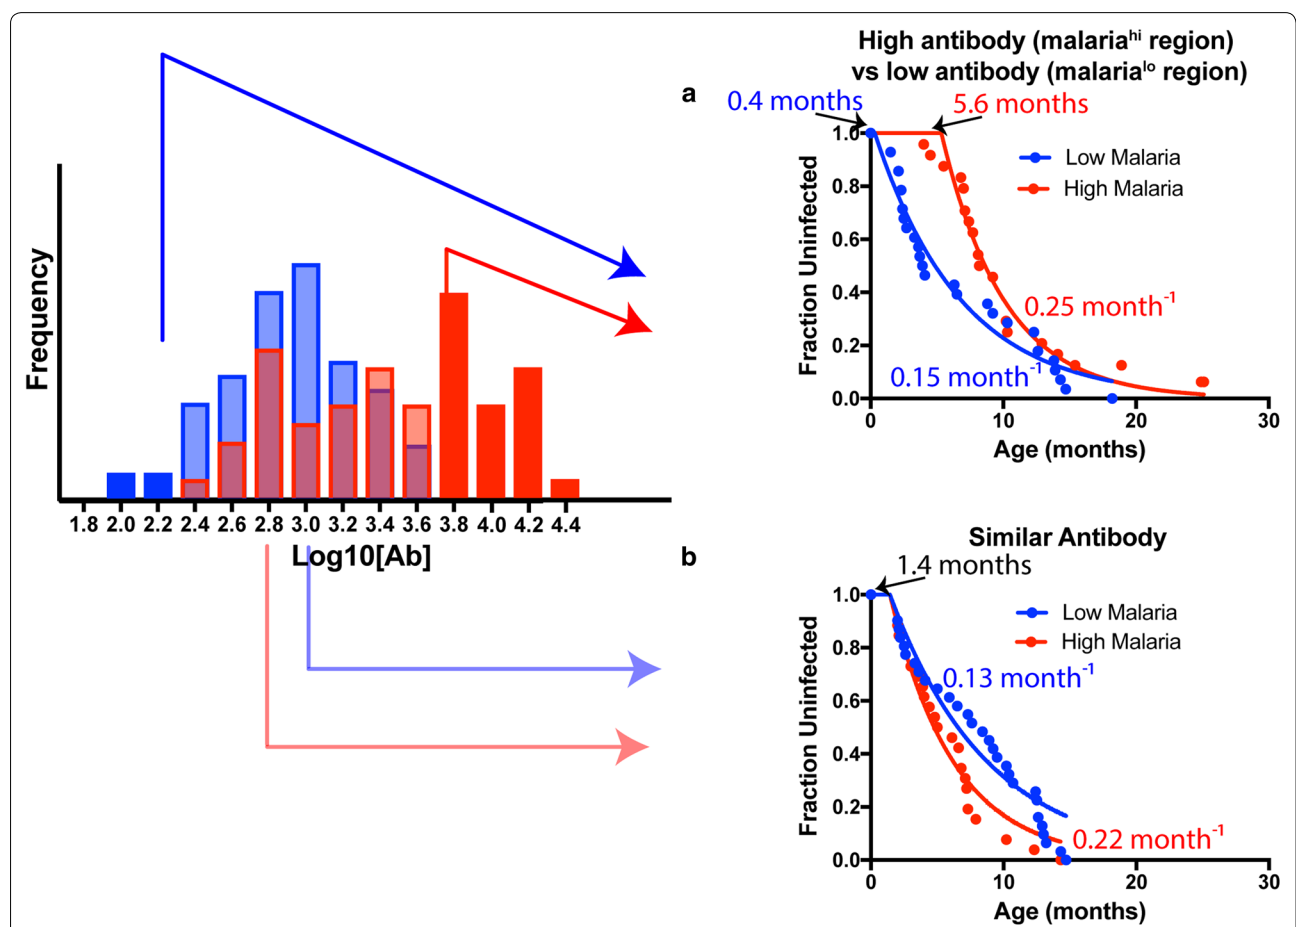 Frequency
1.8 2.0 2.2 2.4 2.6 2.8 3.0 3.2 3.4 3.6 3.8 4.0 4.2 4.4
Log10[Ab]
a
High antibody (malariaʰⁱ region)
vs low antibody (malariaˡᵒ region)
0.4 months
5.6 months
Low Malaria
High Malaria
0.25 month⁻¹
0.15 month⁻¹
Fraction Uninfected
1.0
0.8
0.6
0.4
0.2
0.0
0 10 20 30
Age (months)
b
Similar Antibody
1.4 months
Low Malaria
High Malaria
0.13 month⁻¹
0.22 month⁻¹
Fraction Uninfected
1.0
0.8
0.6
0.4
0.2
0.0
0 10 20 30
Age (months)